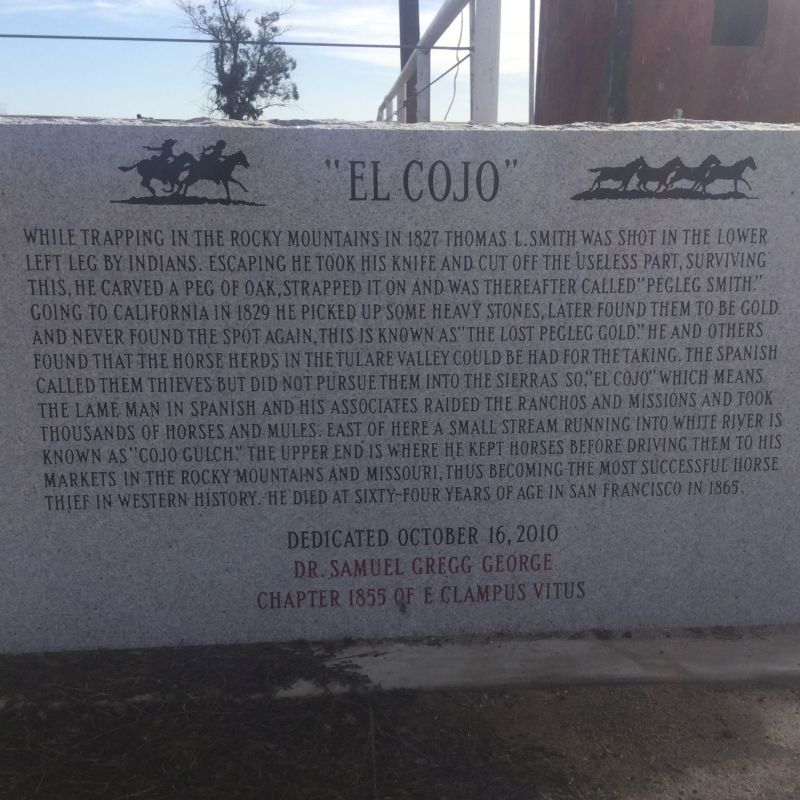 "EL COJO"
WHILE TRAPPING IN THE ROCKY MOUNTAINS IN 1827 THOMAS L. SMITH WAS SHOT IN THE LOWER
LEFT LEG BY INDIANS. ESCAPING HE TOOK HIS KNIFE AND CUT OFF THE USELESS PART, SURVIVING
THIS, HE CARVED A PEG OF OAK, STRAPPED IT ON AND WAS THEREAFTER CALLED "PEGLEG SMITH."
GOING TO CALIFORNIA IN 1829 HE PICKED UP SOME HEAVY STONES, LATER FOUND THEM TO BE GOLD
AND NEVER FOUND THE SPOT AGAIN, THIS IS KNOWN AS "THE LOST PEGLEG GOLD." HE AND OTHERS
FOUND THAT THE HORSE HERDS IN THE TULARE VALLEY COULD BE HAD FOR THE TAKING. THE SPANISH
CALLED THEM THIEVES BUT DID NOT PURSUE THEM INTO THE SIERRAS SO, "EL COJO" WHICH MEANS
THE LAME MAN IN SPANISH AND HIS ASSOCIATES RAIDED THE RANCHOS AND MISSIONS AND TOOK
THOUSANDS OF HORSES AND MULES. EAST OF HERE A SMALL STREAM RUNNING INTO WHITE RIVER IS
KNOWN AS "COJO GULCH." THE UPPER END IS WHERE HE KEPT HORSES BEFORE DRIVING THEM TO HIS
MARKETS IN THE ROCKY MOUNTAINS AND MISSOURI, THUS BECOMING THE MOST SUCCESSFUL HORSE
THIEF IN WESTERN HISTORY. HE DIED AT SIXTY-FOUR YEARS OF AGE IN SAN FRANCISCO IN 1865.
DEDICATED OCTOBER 16, 2010
DR. SAMUEL GREGG GEORGE
CHAPTER 1855 OF E CLAMPUS VITUS